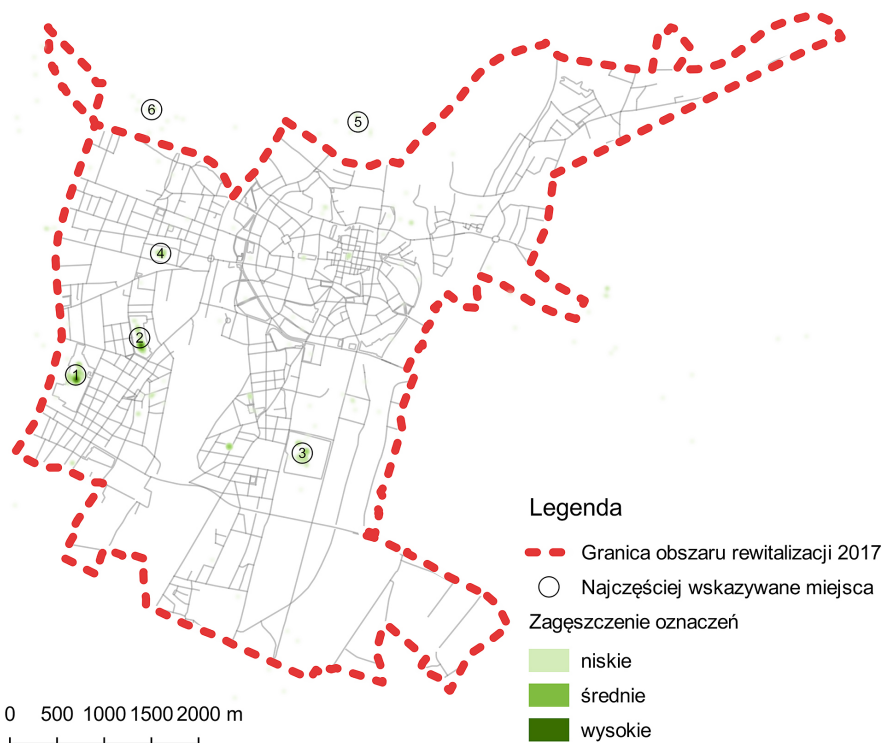 6
5
4
2
1
3
Legenda
Granica obszaru rewitalizacji 2017
Najczęściej wskazywane miejsca
Zagęszczenie oznaczeń
niskie
średnie
wysokie
0 500 1000 1500 2000 m